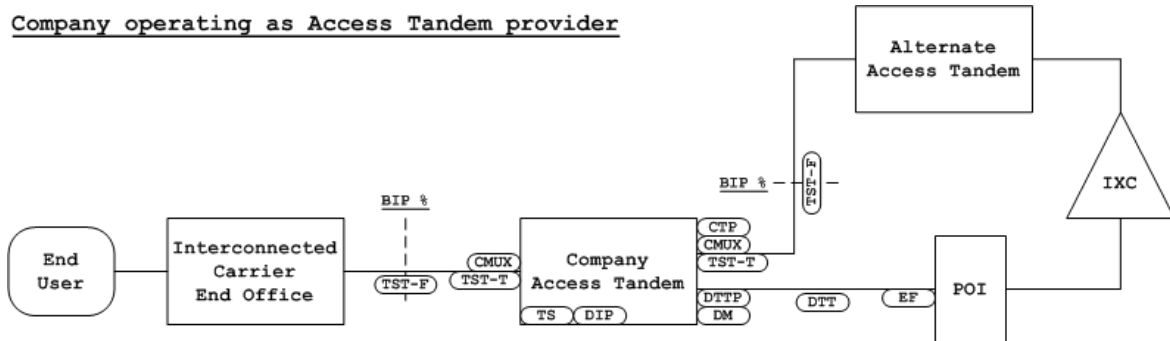 Company operating as Access Tandem provider
Alternate
Access Tandem
TST-F
BIP %
IXC
BIP %
End
User
Interconnected
Carrier
End Office
TST-F
CMUX
TST-T
Company
Access Tandem
TS
DIP
CTP
CMUX
TST-T
DTTP
DM
DTT
EF
POI